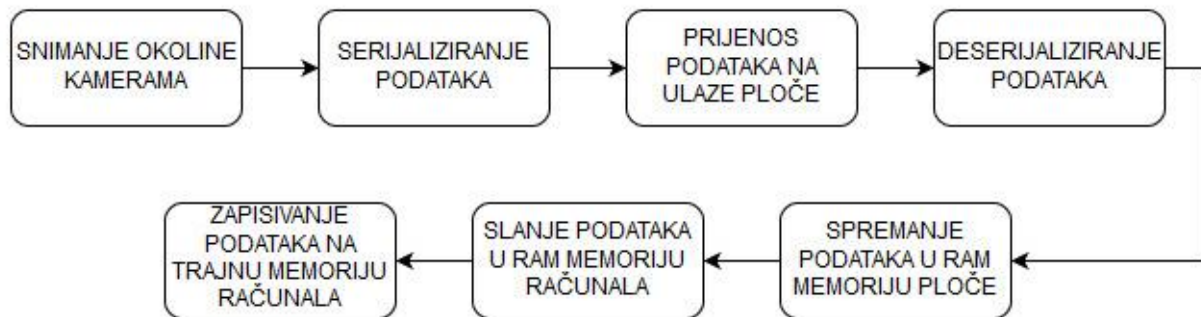 SNIMANJE OKOLINE
KAMERAMA
SERIJALIZIRANJE
PODATAKA
PRIJENOS
PODATAKA NA
ULAZE PLOČE
DESERIJALIZIRANJE
PODATAKA
SPREMANJE
PODATAKA U RAM
MEMORIJU PLOČE
SLANJE PODATAKA
U RAM MEMORIJU
RAČUNALA
ZAPISIVANJE
PODATAKA NA
TRAJNU MEMORIJU
RAČUNALA